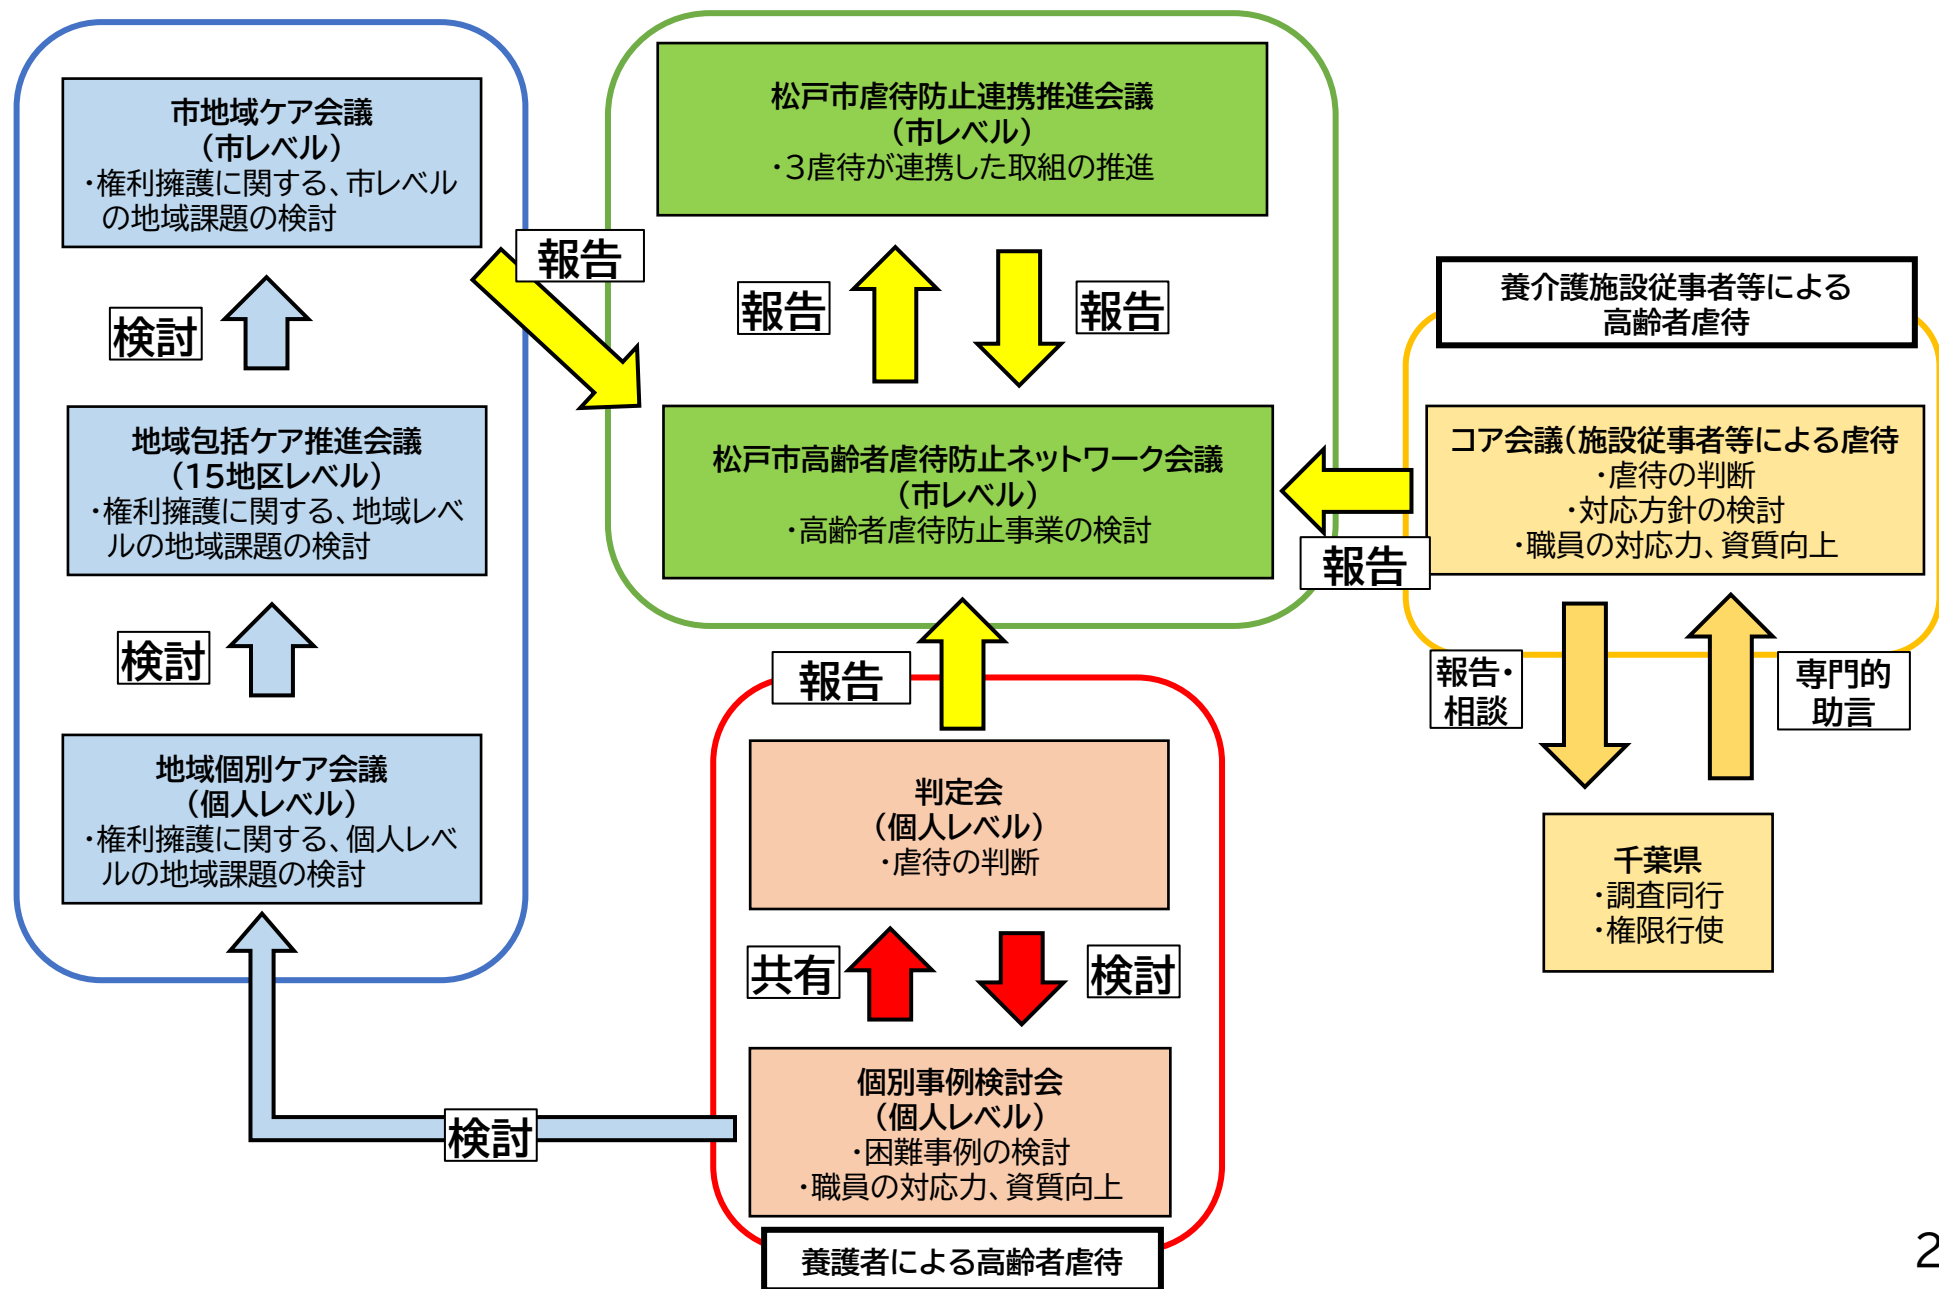 市地域ケア会議
（市レベル）
・権利擁護に関する、市レベル
の地域課題の検討
検討
地域包括ケア推進会議
（15地区レベル）
・権利擁護に関する、地域レベ
ルの地域課題の検討
検討
地域個別ケア会議
（個人レベル）
・権利擁護に関する、個人レベ
ルの地域課題の検討
検討
報告
松戸市虐待防止連携推進会議
（市レベル）
・3虐待が連携した取組の推進
報告
報告
松戸市高齢者虐待防止ネットワーク会議
（市レベル）
・高齢者虐待防止事業の検討
報告
判定会
（個人レベル）
・虐待の判断
共有
検討
個別事例検討会
（個人レベル）
・困難事例の検討
・職員の対応力、資質向上
養護者による高齢者虐待
養介護施設従事者等による
高齢者虐待
コア会議（施設従事者等による虐待
・虐待の判断
・対応方針の検討
・職員の対応力、資質向上
報告
報告・
相談
専門的
助言
千葉県
・調査同行
・権限行使
2